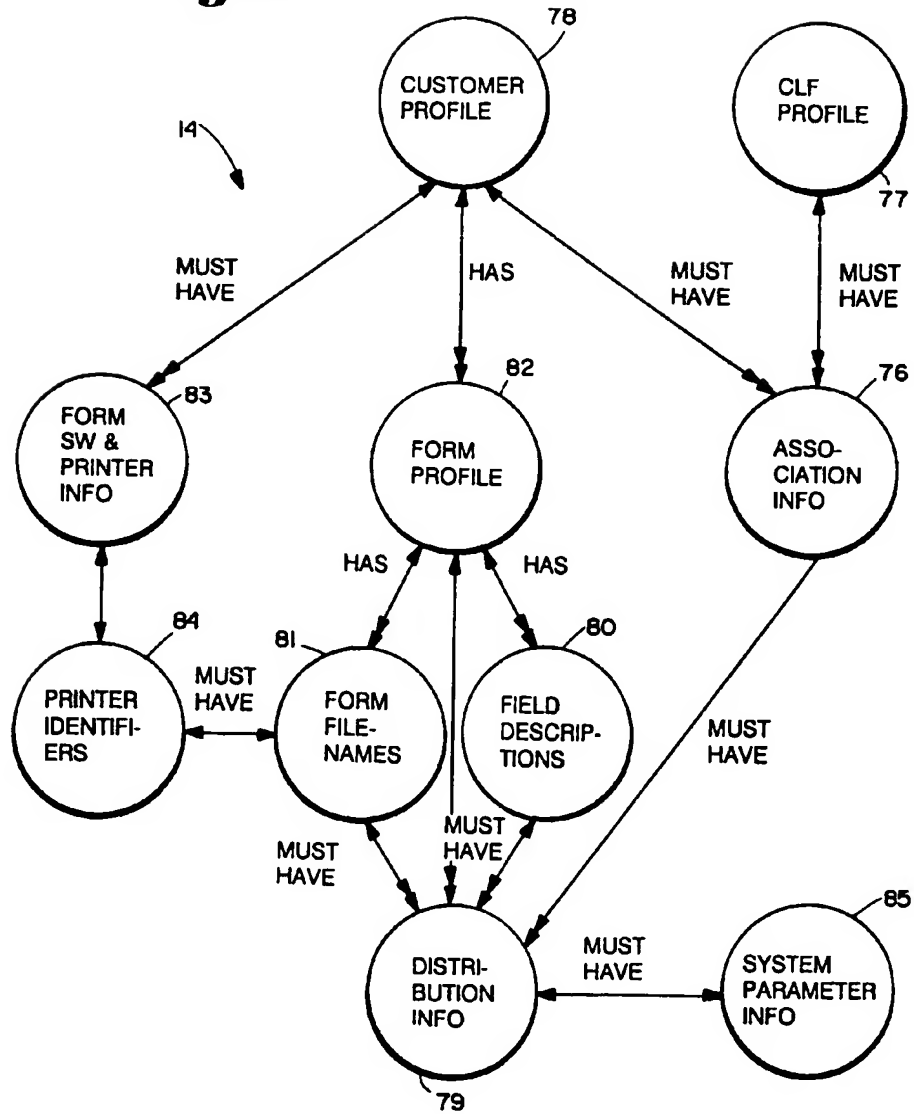 78
CUSTOMER
PROFILE
CLF
PROFILE
14
77
MUST
HAVE
HAS
MUST
HAVE
MUST
HAVE
83
82
76
FORM
SW &
PRINTER
INFO
FORM
PROFILE
ASSO-
CIATION
INFO
HAS
HAS
84
81
80
MUST
HAVE
PRINTER
IDENTIFI-
ERS
FORM
FILE-
NAMES
FIELD
DESCRIP-
TIONS
MUST
HAVE
MUST
HAVE
MUST
HAVE
85
DISTRI-
BUTION
INFO
MUST
HAVE
SYSTEM
PARAMETER
INFO
79